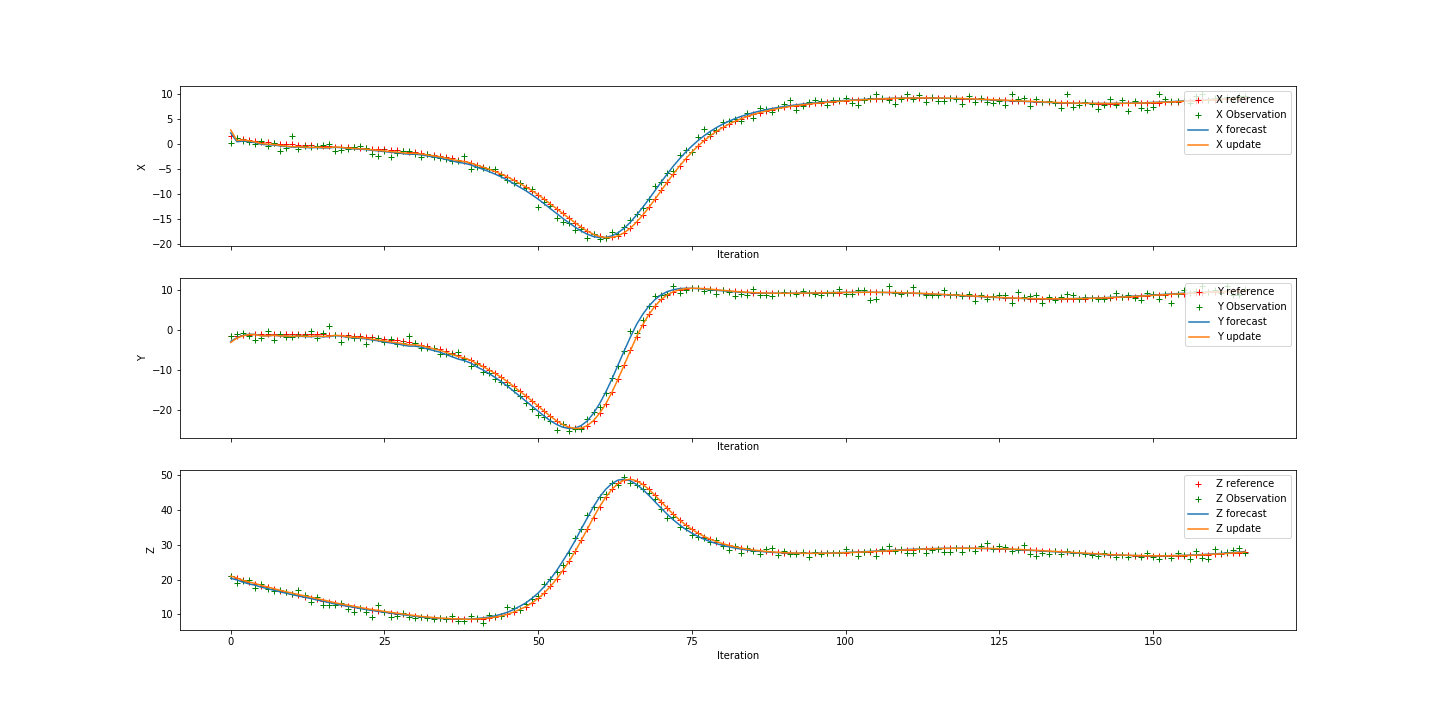 10
5
0
−5
−10
−15
−20
X
X reference
X Observation
X forecast
X update
Iteration
10
0
−10
−20
Y
Y reference
Y Observation
Y forecast
Y update
Iteration
50
40
30
20
10
Z
Z reference
Z Observation
Z forecast
Z update
0 25 50 75 100 125 150
Iteration